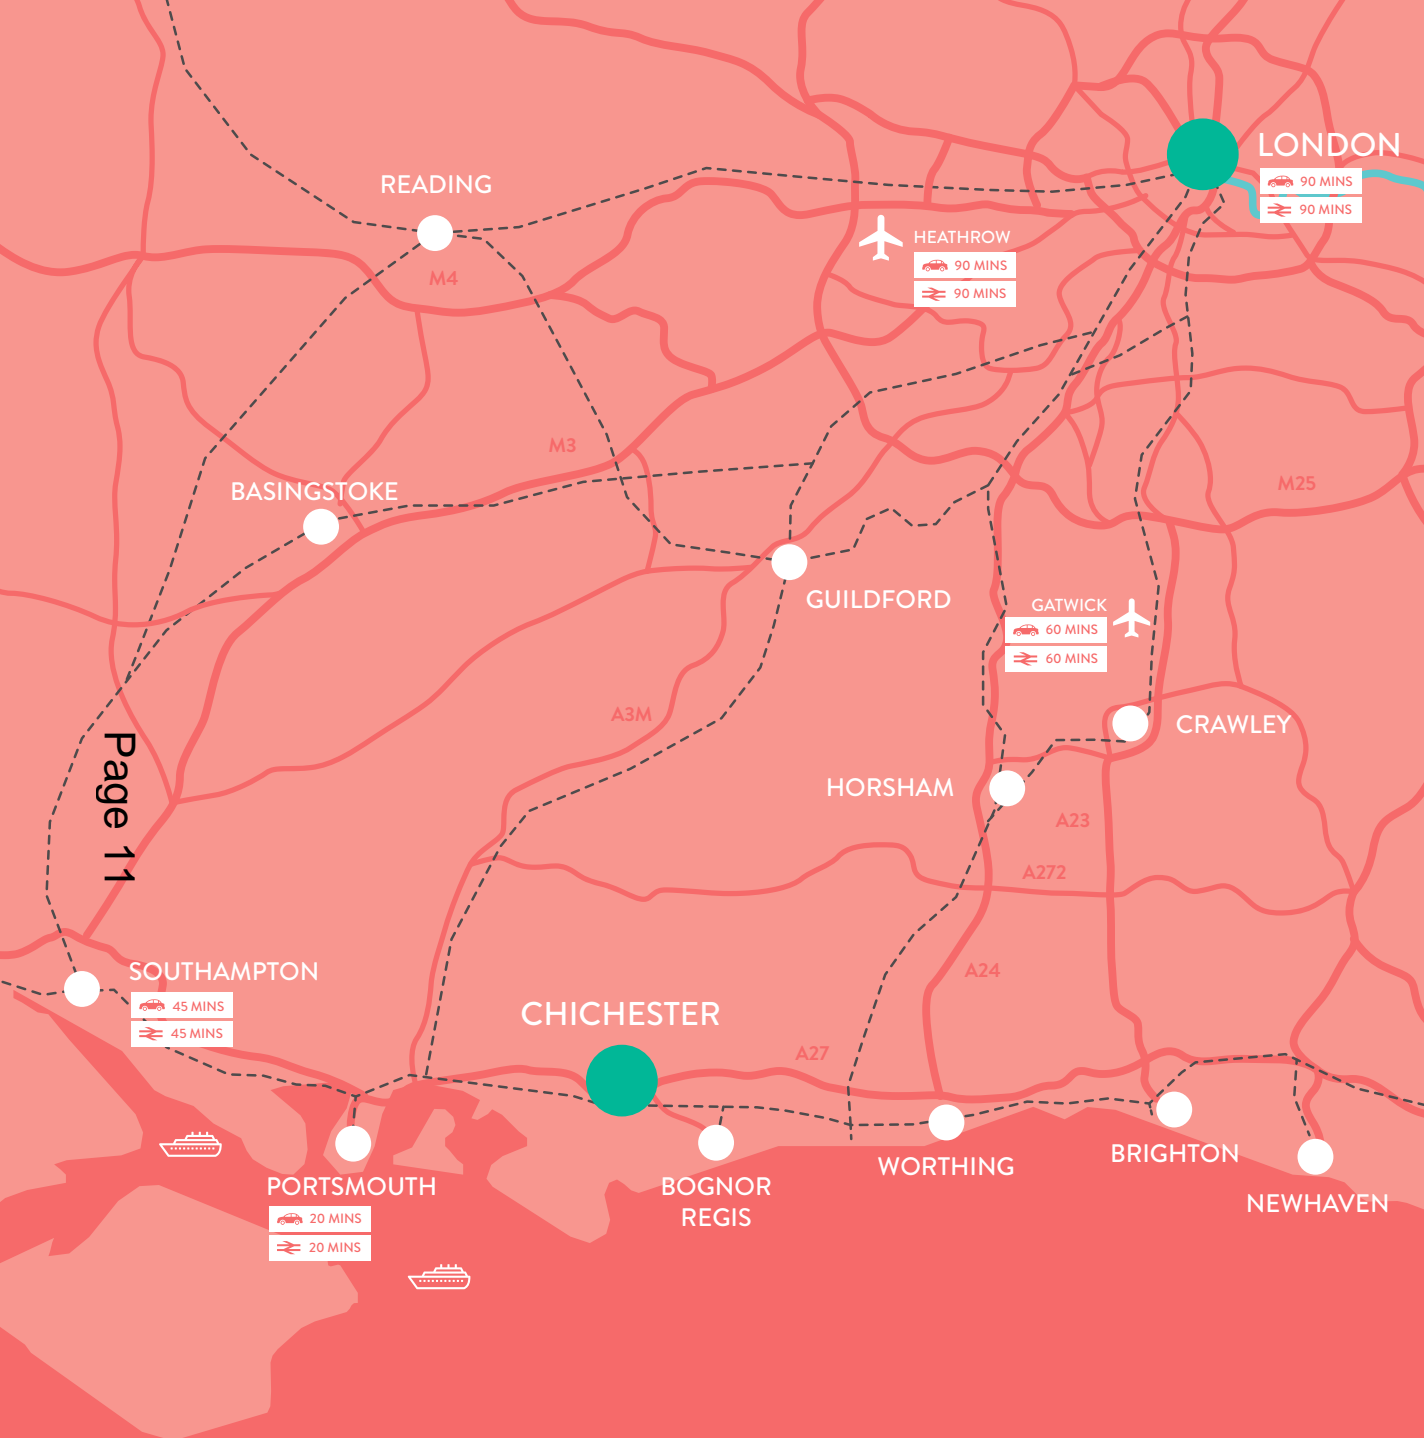 LONDON
90 MINS
90 MINS
READING
HEATHROW
90 MINS
90 MINS
M4
M3
BASINGSTOKE
M25
GUILDFORD
GATWICK
60 MINS
60 MINS
A3M
CRAWLEY
HORSHAM
A23
Page 11
A272
SOUTHAMPTON
45 MINS
45 MINS
A24
CHICHESTER
A27
PORTSMOUTH
20 MINS
20 MINS
BOGNOR
REGIS
WORTHING
BRIGHTON
NEWHAVEN